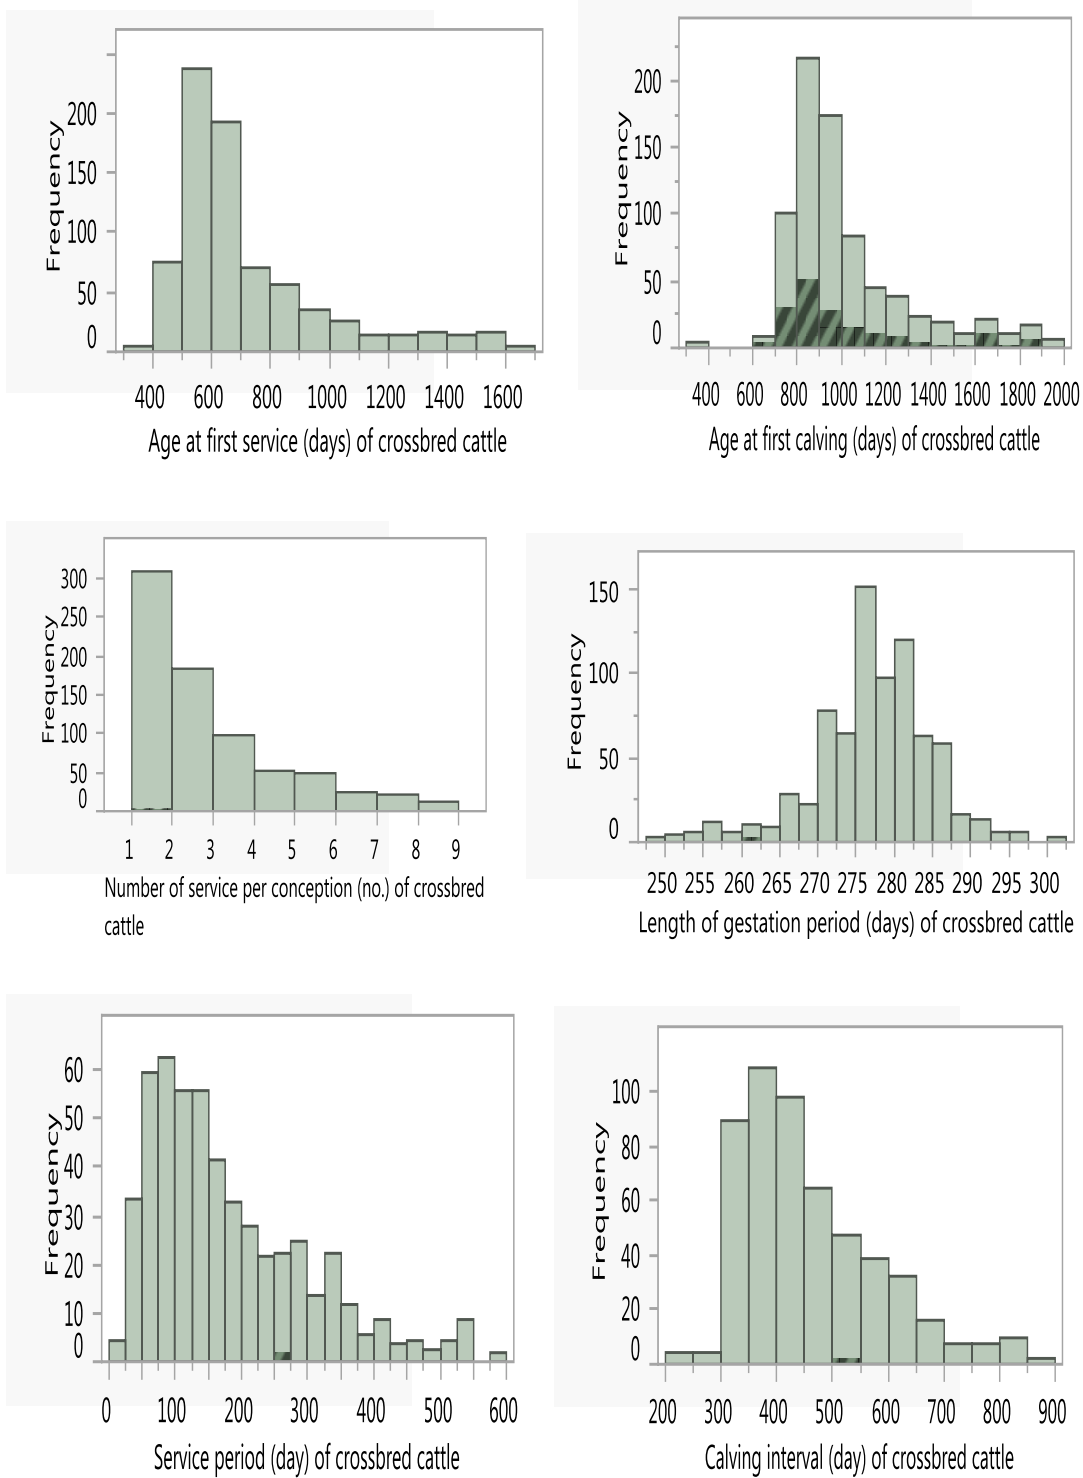 Frequency
200
150
100
50
0
400 600 800 1000 1200 1400 1600
Age at first service (days) of crossbred cattle
Frequency
200
150
100
50
0
400 600 800 1000 1200 1400 1600 1800 2000
Age at first calving (days) of crossbred cattle
Frequency
300
250
200
150
100
50
0
1 2 3 4 5 6 7 8 9
Number of service per conception (no.) of crossbred
cattle
Frequency
150
100
50
0
250 255 260 265 270 275 280 285 290 295 300
Length of gestation period (days) of crossbred cattle
Frequency
60
50
40
30
20
10
0
0 100 200 300 400 500 600
Service period (day) of crossbred cattle
Frequency
100
80
60
40
20
0
200 300 400 500 600 700 800 900
Calving interval (day) of crossbred cattle